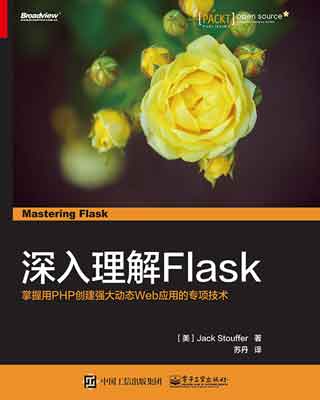 Broadview
[PACKT] open source
Mastering Flask
深入理解Flask
掌握用PHP创建强大动态Web应用的专项技术
[美] Jack Stouffer 著
苏丹 译
中国工信出版集团 电子工业出版社